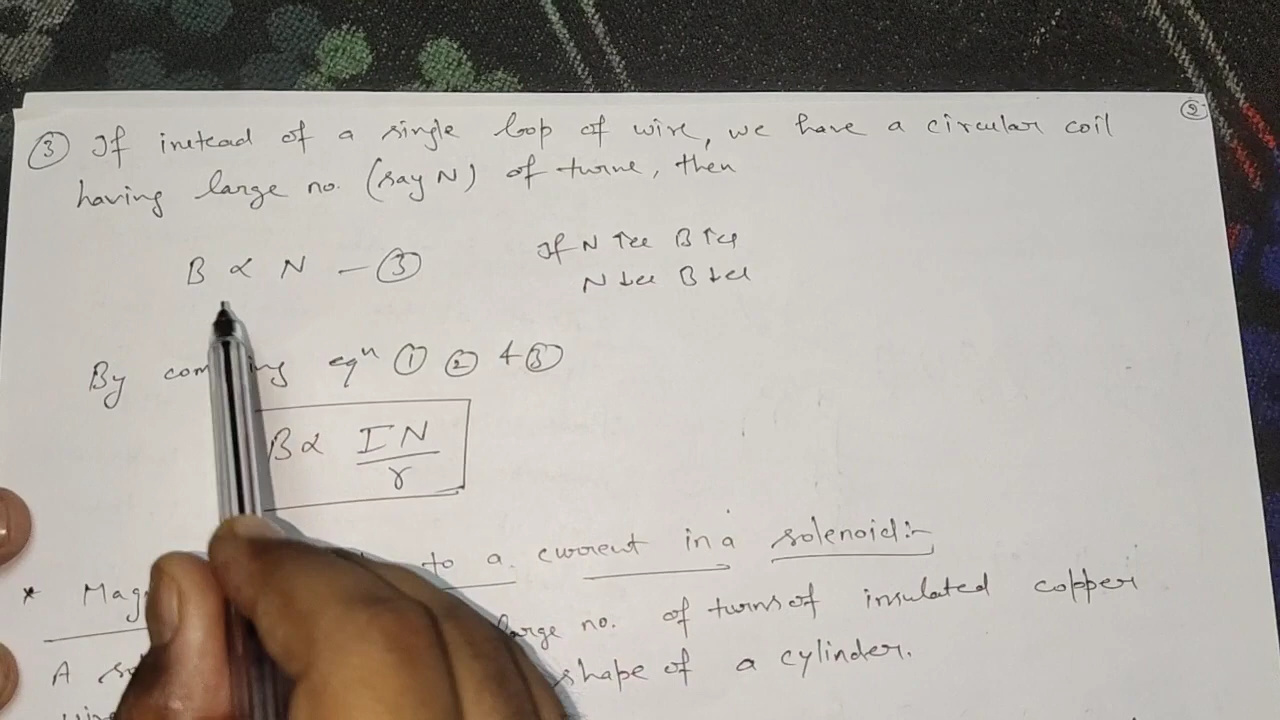 ②
③ If instead of a single loop of wire, we have a circular coil
having large no. (say N) of turns, then
B ∝ N — ③
If N ↑es B ↑es
N ↓es B ↓es
By com ing eqn ① ② + ③
B ∝ IN/r
* Mag to a current in a solenoid:-
A large no. of turns of insulated copper
shape of a cylinder.